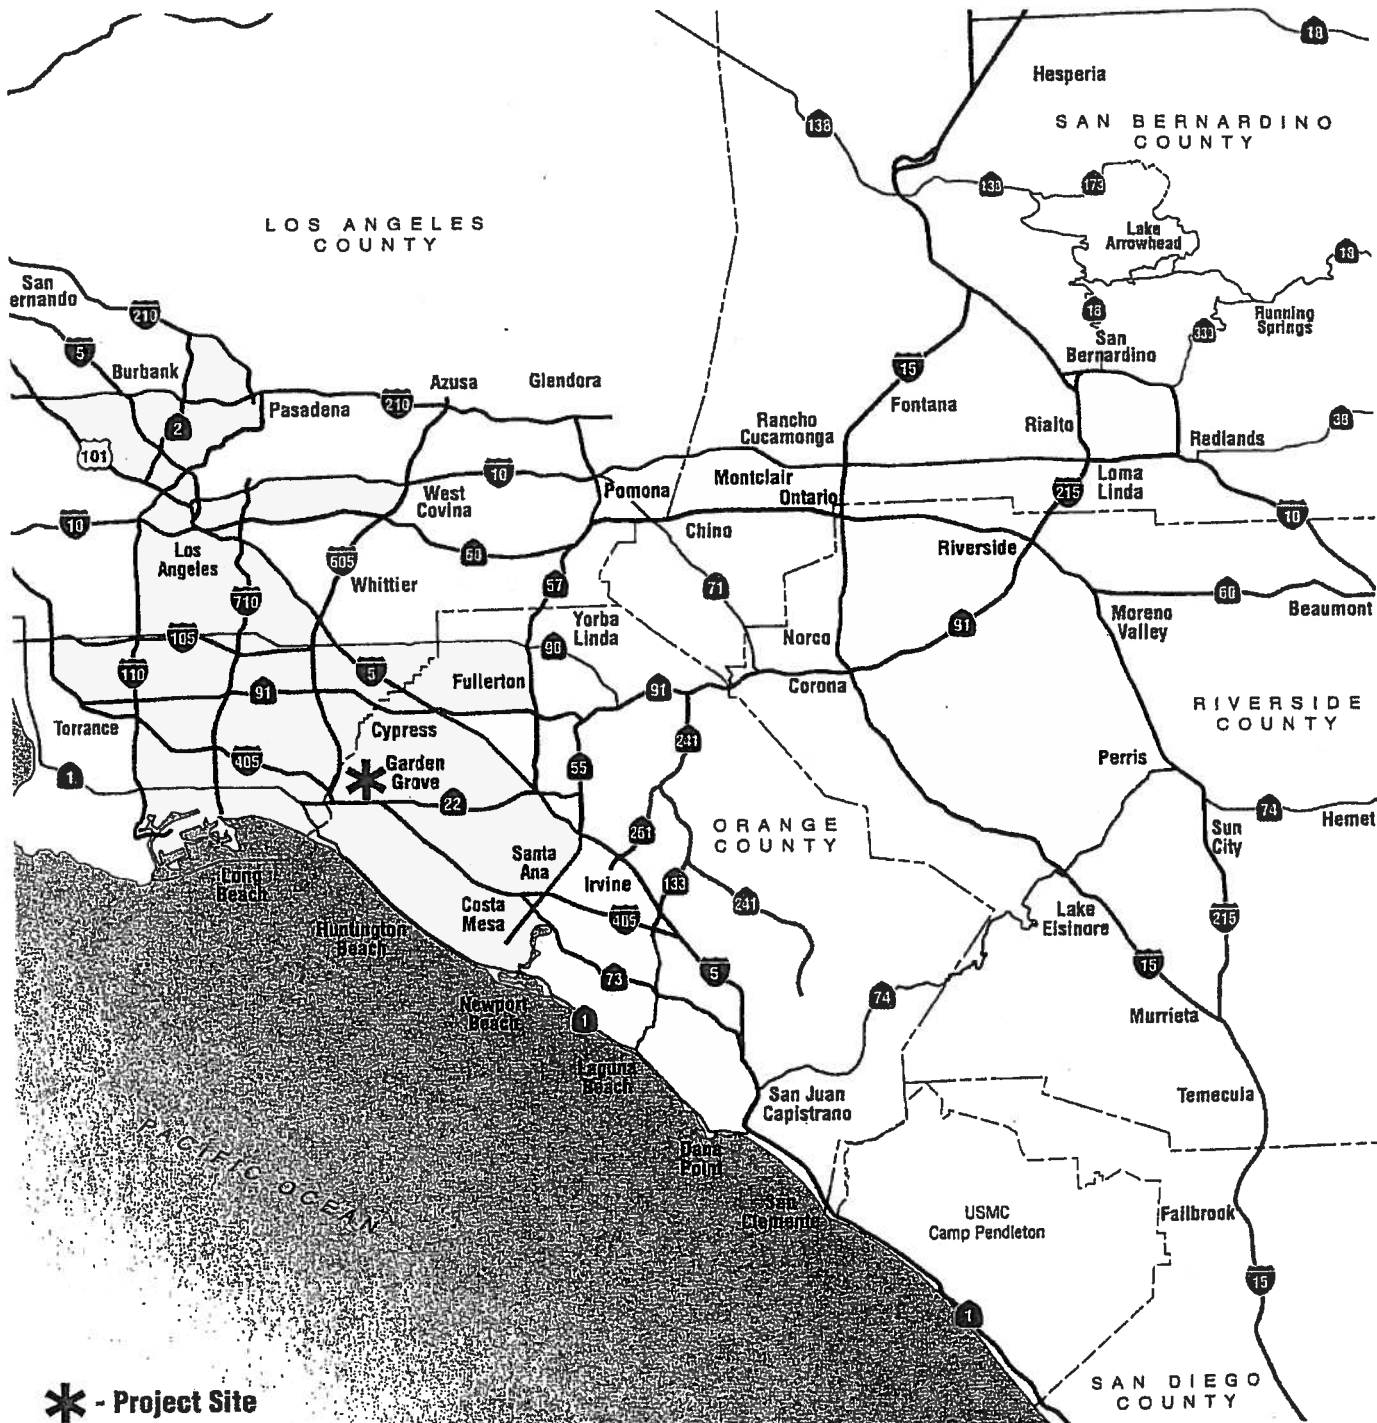 18
Hesperia
SAN BERNARDINO
COUNTY
138
138
173
LOS ANGELES
COUNTY
Lake
Arrowhead
18
San
ernando
210
18
Running
Springs
5
San
Bernardino
Burbank
15
Azusa
Glendora
210
Pasadena
Fontana
2
Rancho
Cucamonga
Rialto
38
Redlands
101
10
Montclair
Loma
Linda
West
Covina
Pomona
Ontario
215
10
10
Chino
Los
Angeles
60
Riverside
605
Whittier
57
71
710
60
Beaumont
Moreno
Valley
Yorba
Linda
Norco
91
105
90
110
5
Fullerton
91
91
Corona
RIVERSIDE
COUNTY
Torrance
Cypress
241
Perris
405
Garden
Grove
55
1
22
74
Hemet
ORANGE
COUNTY
261
Sun
City
Santa
Ana
Irvine
133
Long
Beach
241
Costa
Mesa
405
Lake
Elsinore
215
Huntington
Beach
15
73
5
74
Newport
Beach
1
Murrieta
Laguna
Beach
San Juan
Capistrano
Temecula
PACIFIC OCEAN
Dana
Point
San
Clemente
USMC
Camp Pendleton
Fallbrook
15
1
SAN DIEGO
COUNTY
- Project Site